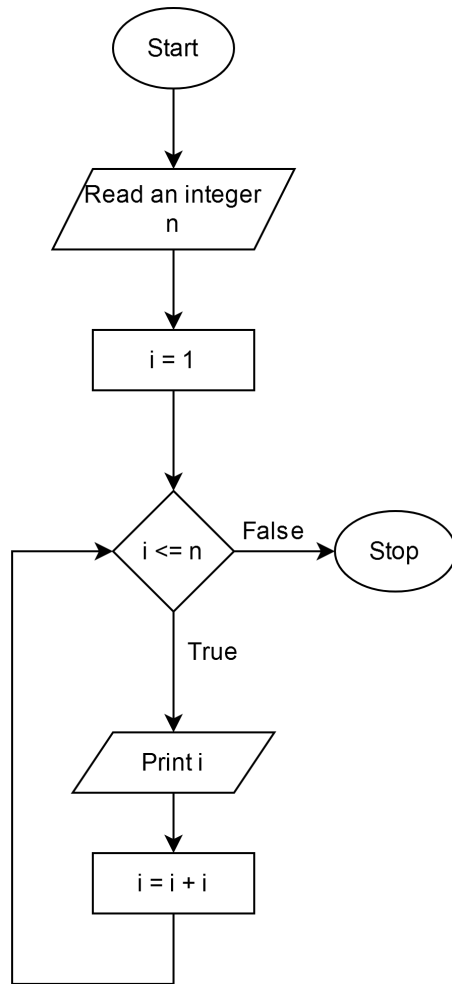 Start
Read an integer
n
i = 1
i <= n
False
Stop
True
Print i
i = i + i